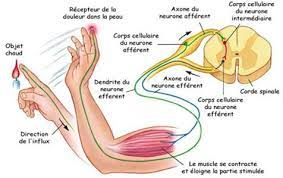 Récepteur de la
douleur dans la peau
Objet
chaud
Direction
de l'influx
Corps cellulaire
du neurone
afférent
Axone du
neurone afférent
Corps cellulaire
du neurone
intermédiaire
Dendrite du
neurone
efférent
Axone du
neurone efférent
Corps cellulaire
du neurone
efférent
Corde spinale
Le muscle se contracte
et éloigne la partie stimulée